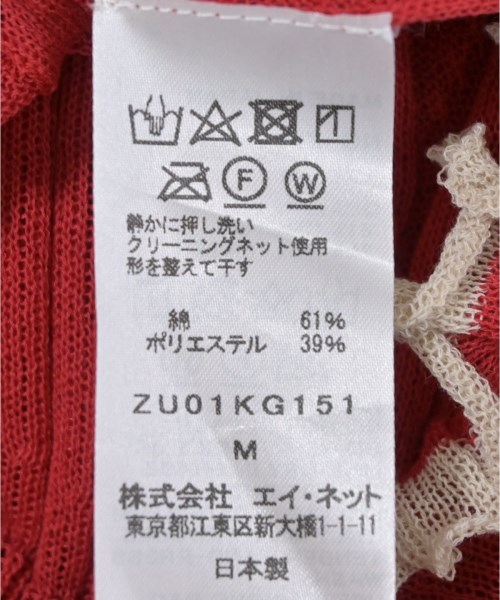 F W
静かに押し洗い
クリーニングネット使用
形を整えて干す
綿 61%
ポリエステル 39%
ZU01KG151
M
株式会社 エイ・ネット
東京都江東区新大橋1-1-11
日本製